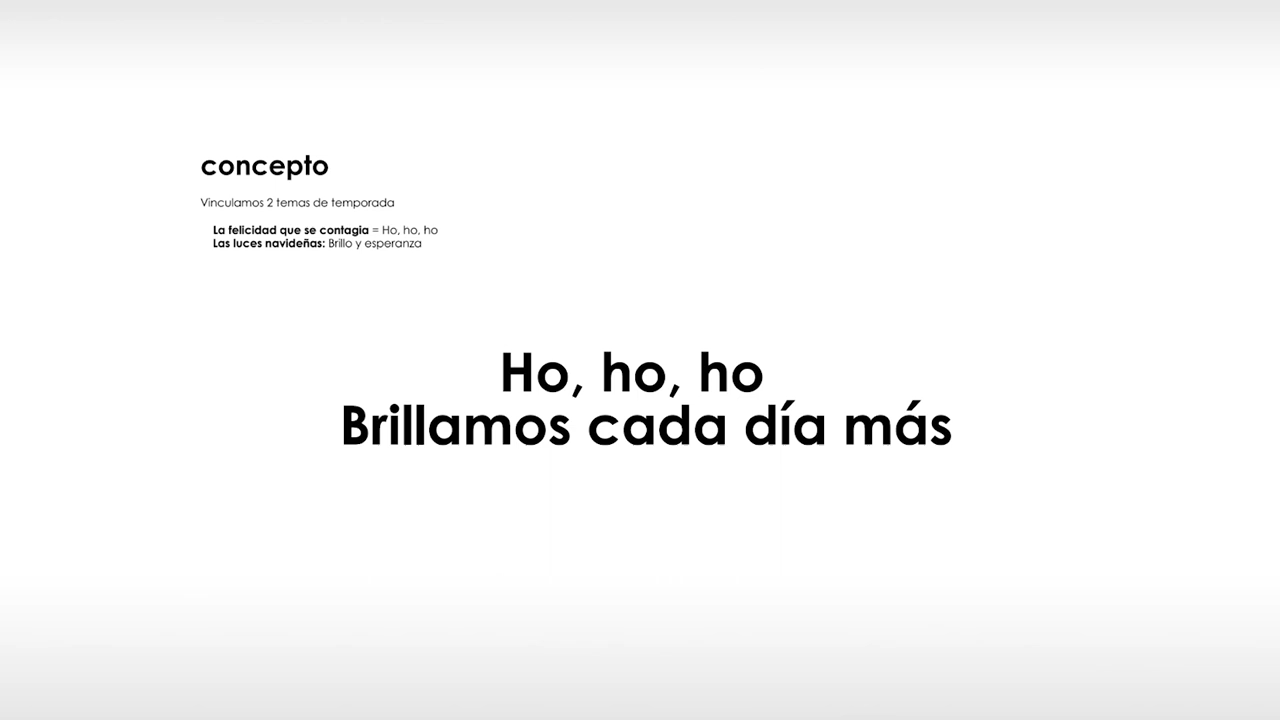 concepto
Vinculamos 2 temas de temporada
La felicidad que se contagia = Ho, ho, ho
Las luces navideñas: Brillo y esperanza
Ho, ho, ho
Brillamos cada día más